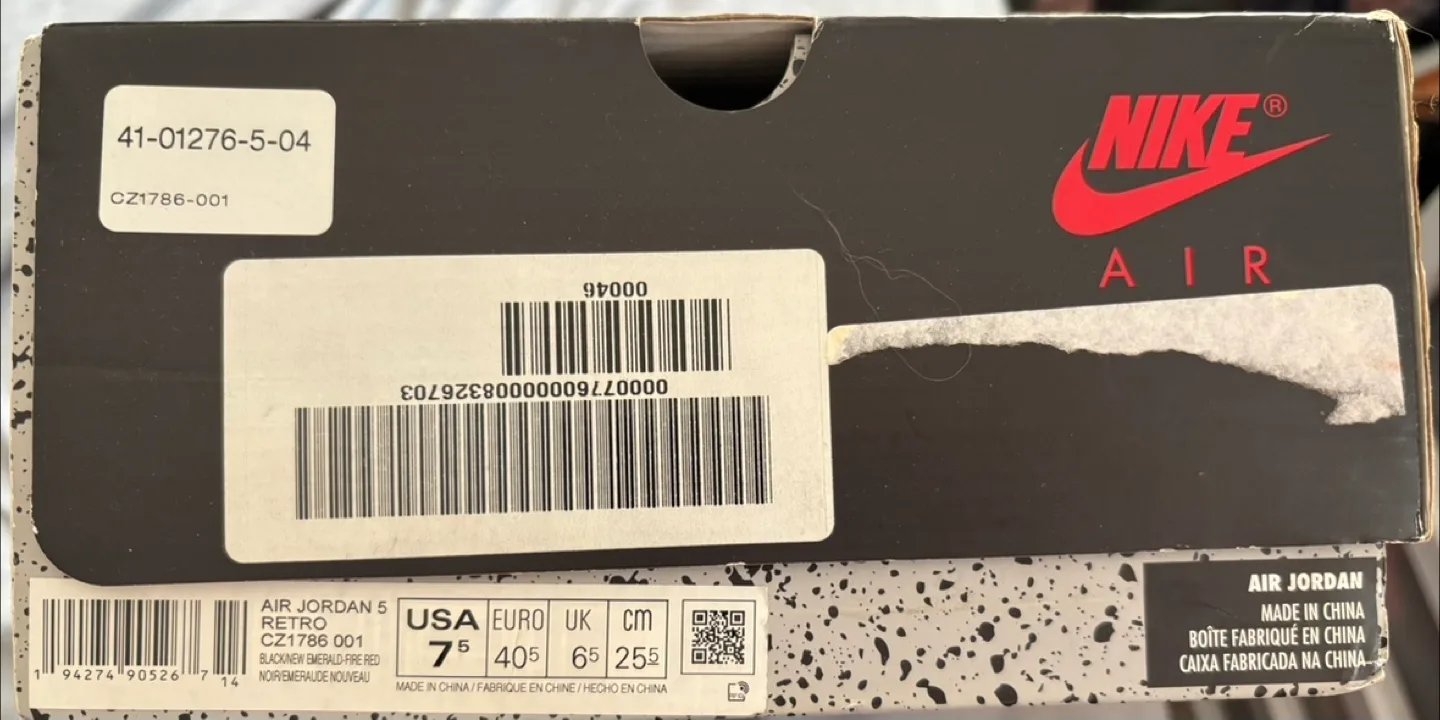 41-01276-5-04
CZ1786-001
NIKE®
AIR
00046
00007760000008326703
1 94274 90526 7 14
AIR JORDAN 5
RETRO
CZ1786 001
BLACK/NEW EMERALD-FIRE RED
NOIR/EMERAUDE NOUVEAU
USA EURO UK CM
7⁵ 40⁵ 6⁵ 25⁵
MADE IN CHINA / FABRIQUE EN CHINE / HECHO EN CHINA
PFG
AIR JORDAN
MADE IN CHINA
BOÎTE FABRIQUÉ EN CHINA
CAIXA FABRICADA NA CHINA